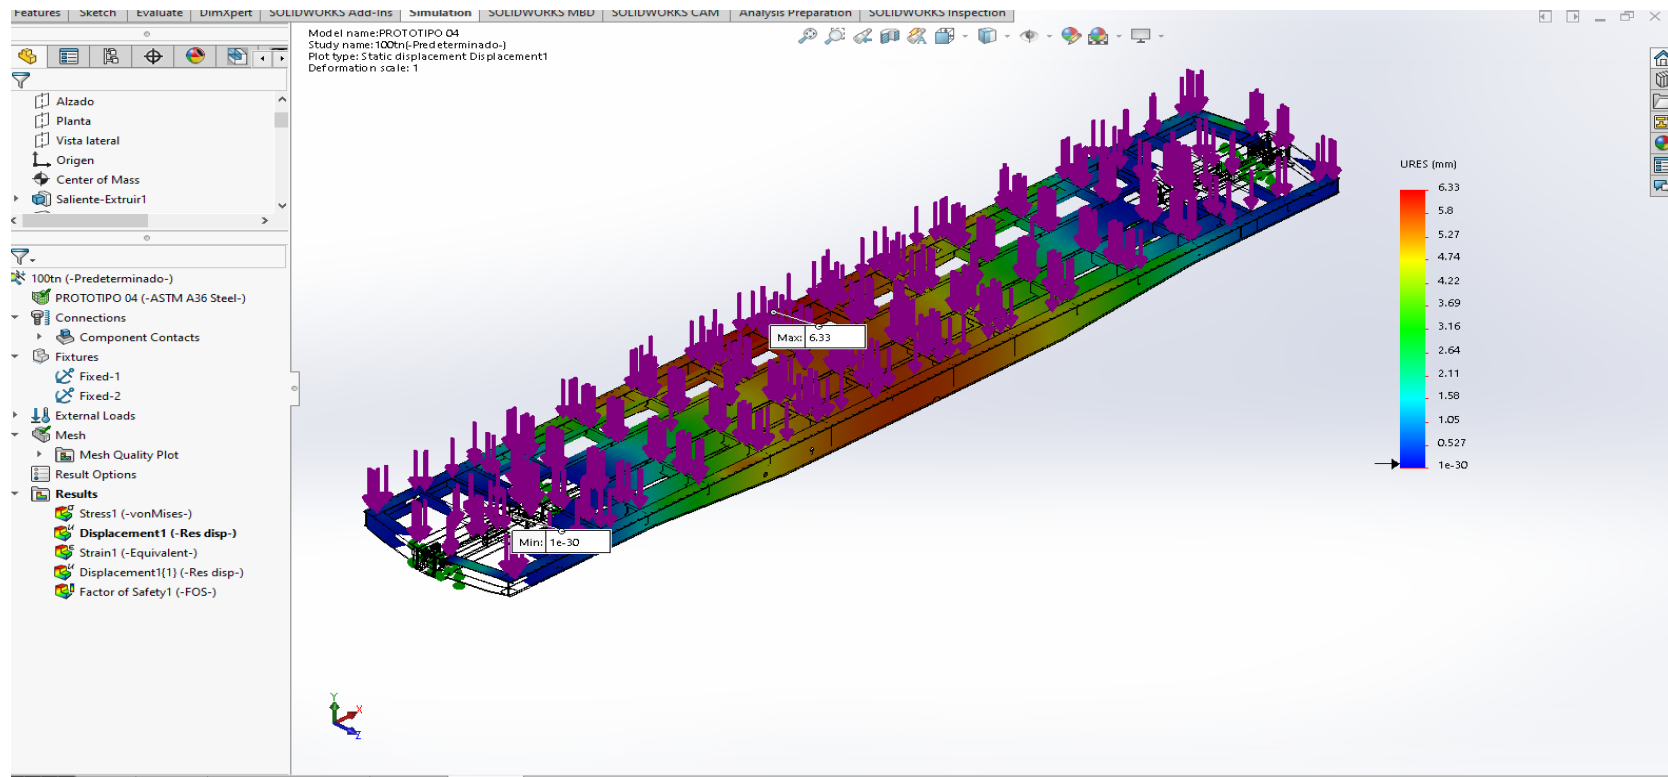 Features Sketch Evaluate DimXpert SOLIDWORKS Add-Ins Simulation SOLIDWORKS MBD SOLIDWORKS CAM Analysis Preparation SOLIDWORKS Inspection
Model name:PROTOTIPO 04
Study name:100tn(-Predeterminado-)
Plot type: Static displacement Displacement1
Deformation scale: 1
Alzado
Planta
Vista lateral
Origen
Center of Mass
Saliente-Extruir1
100tn (-Predeterminado-)
PROTOTIPO 04 (-ASTM A36 Steel-)
Connections
Component Contacts
Fixtures
Fixed-1
Fixed-2
External Loads
Mesh
Mesh Quality Plot
Result Options
Results
Stress1 (-vonMises-)
Displacement1 (-Res disp-)
Strain1 (-Equivalent-)
Displacement1{1} (-Res disp-)
Factor of Safety1 (-FOS-)
Max: 6.33
Min: 1e-30
URES (mm)
6.33
5.8
5.27
4.74
4.22
3.69
3.16
2.64
2.11
1.58
1.05
0.527
1e-30
Y
X
Z